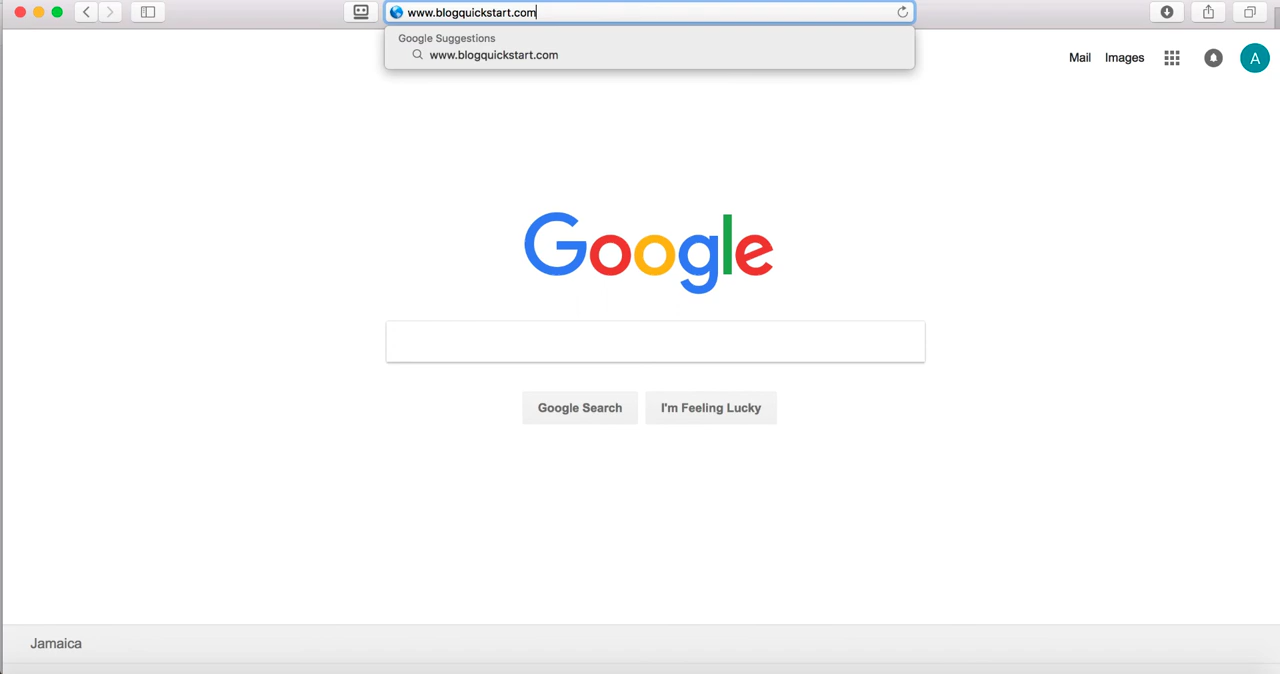 www.blogquickstart.com
Google Suggestions
www.blogquickstart.com
Mail Images A
Google
Google Search I'm Feeling Lucky
Jamaica